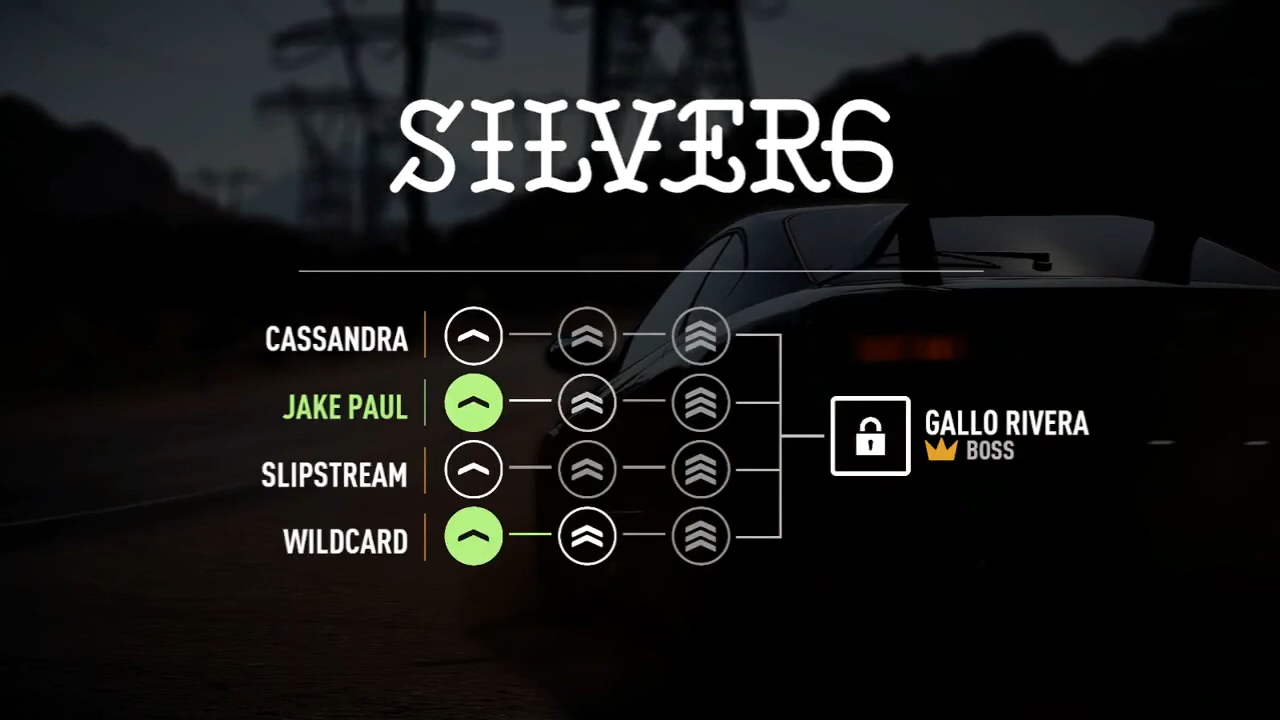 SILVER6
CASSANDRA
JAKE PAUL
SLIPSTREAM
WILDCARD
GALLO RIVERA
BOSS